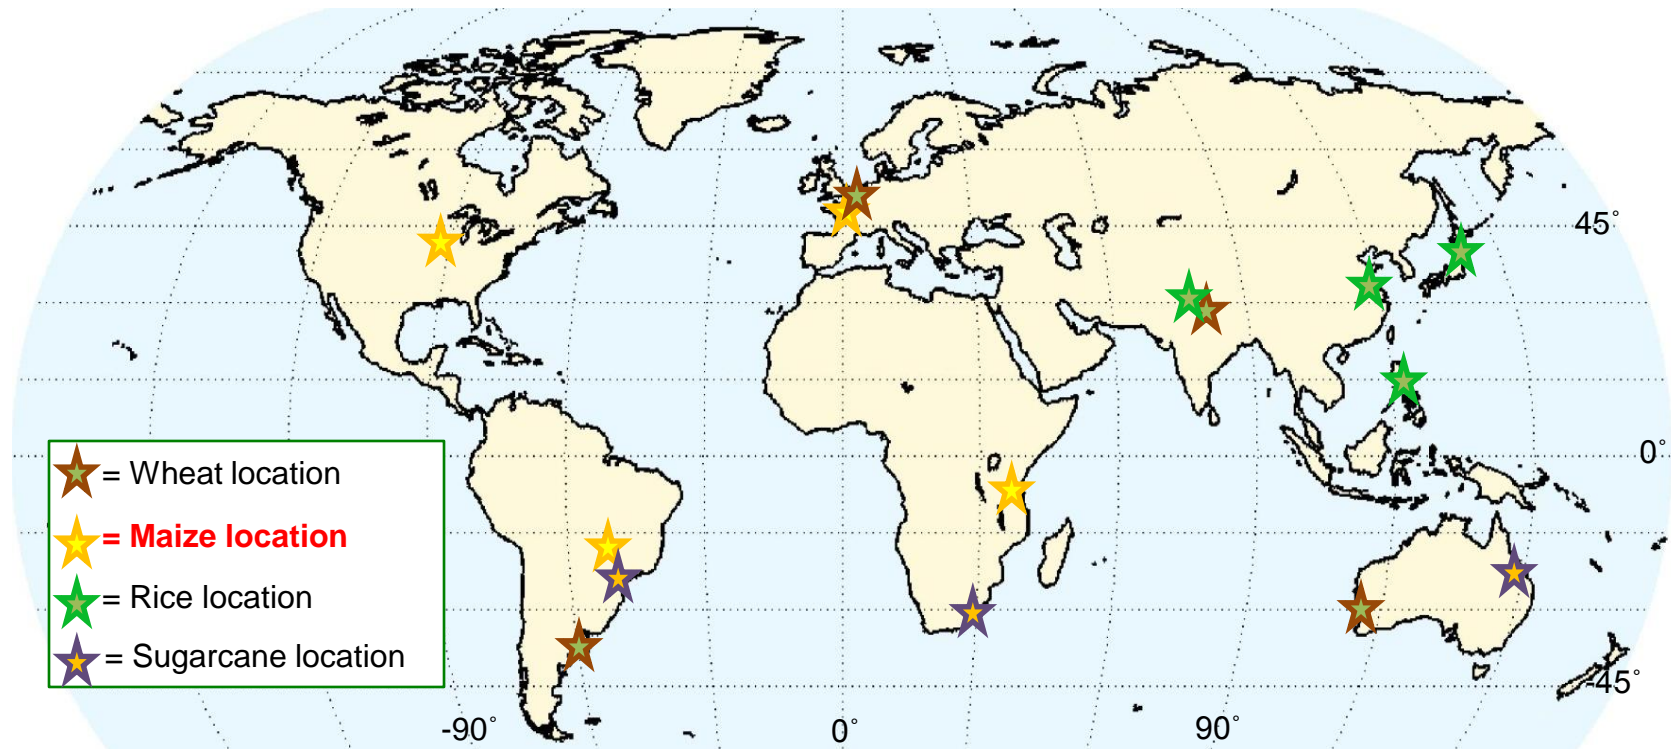 45°
0°
= Wheat location
= Maize location
= Rice location
= Sugarcane location
-45°
-90°
0°
90°